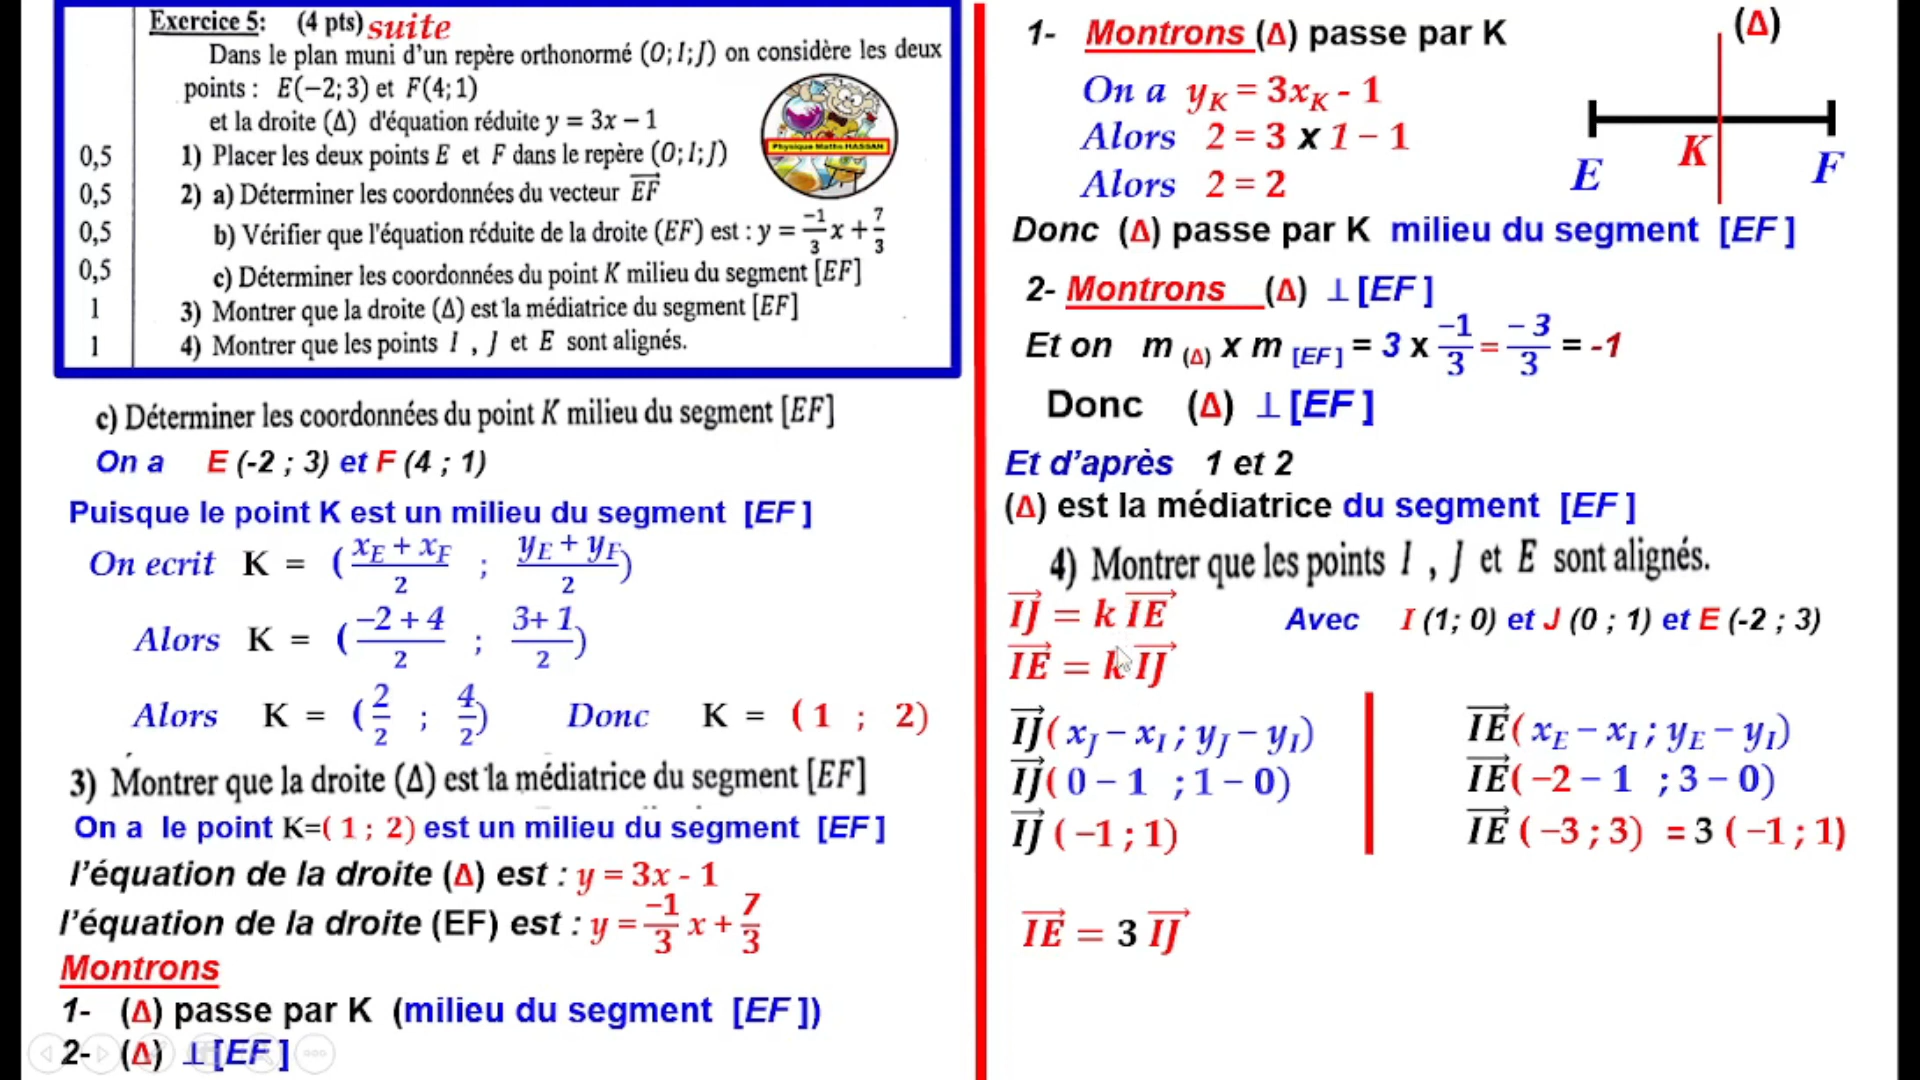 Exercice 5: (4 pts) suite
Dans le plan muni d'un repère orthonormé (O; I; J) on considère les deux
points : E(−2; 3) et F(4; 1)
et la droite (Δ) d'équation réduite y = 3x − 1
0,5 1) Placer les deux points E et F dans le repère (O; I; J)
0,5 2) a) Déterminer les coordonnées du vecteur EF
0,5 b) Vérifier que l'équation réduite de la droite (EF) est : y = −1/3 x + 7/3
0,5 c) Déterminer les coordonnées du point K milieu du segment [EF]
1 3) Montrer que la droite (Δ) est la médiatrice du segment [EF]
1 4) Montrer que les points I , J et E sont alignés.
Physique Maths HASSAN
c) Déterminer les coordonnées du point K milieu du segment [EF]
On a E (-2 ; 3) et F (4 ; 1)
Puisque le point K est un milieu du segment [EF]
On ecrit K = ( (xE + xF)/2 ; (yE + yF)/2 )
Alors K = ( (−2 + 4)/2 ; (3+ 1)/2 )
Alors K = ( 2/2 ; 4/2 ) Donc K = ( 1 ; 2)
3) Montrer que la droite (Δ) est la médiatrice du segment [EF]
On a le point K=( 1 ; 2) est un milieu du segment [EF]
l'équation de la droite (Δ) est : y = 3x - 1
l'équation de la droite (EF) est : y = −1/3 x + 7/3
Montrons
1- (Δ) passe par K (milieu du segment [EF])
2- (Δ) ⊥ [EF]
1- Montrons (Δ) passe par K
On a yK = 3xK - 1
Alors 2 = 3 x 1 − 1
Alors 2 = 2
(Δ)
E K F
Donc (Δ) passe par K milieu du segment [EF]
2- Montrons (Δ) ⊥ [EF]
Et on m (Δ) x m [EF] = 3 x −1/3 = −3/3 = -1
Donc (Δ) ⊥ [EF]
Et d'après 1 et 2
(Δ) est la médiatrice du segment [EF]
4) Montrer que les points I , J et E sont alignés.
IJ = k IE Avec I (1; 0) et J (0 ; 1) et E (-2 ; 3)
IE = k IJ
IJ( xJ − xI ; yJ − yI) IE( xE − xI ; yE − yI)
IJ( 0 − 1 ; 1 − 0) IE( −2 − 1 ; 3 − 0)
IJ ( −1 ; 1) IE ( −3 ; 3) = 3 ( −1 ; 1)
IE = 3 IJ